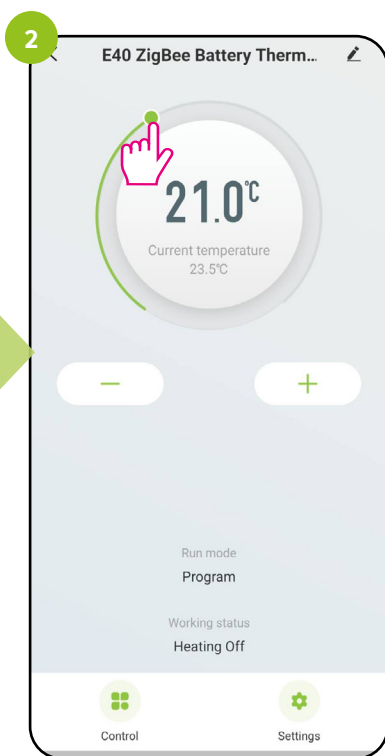 2
E40 ZigBee Battery Therm...
21.0℃
Current temperature
23.5℃
− +
Run mode
Program
Working status
Heating Off
Control Settings